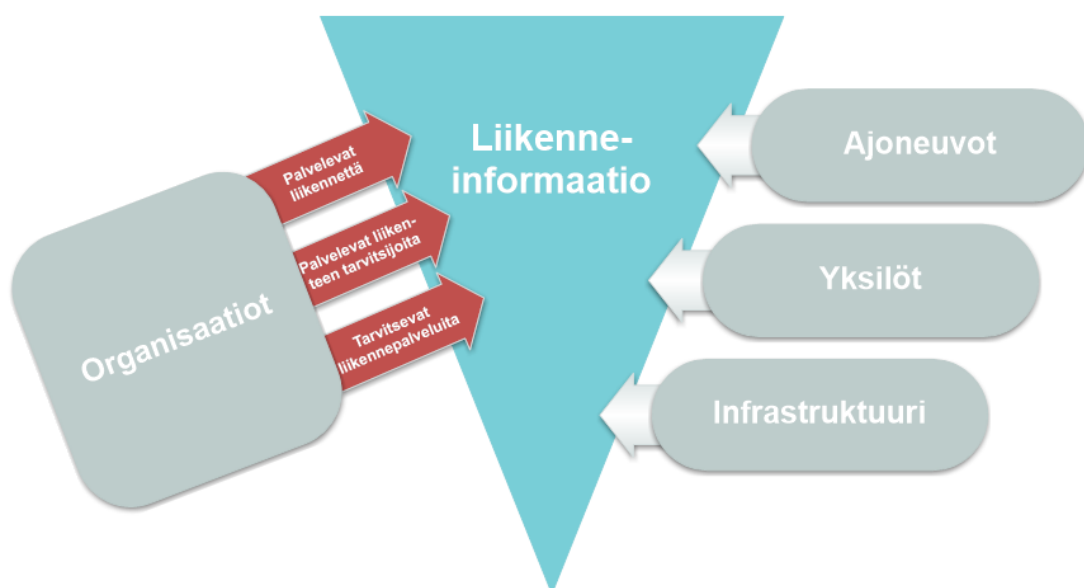 Liikenne-
informaatio
Palvelevat
liikennettä
Palvelevat liiken-
teen tarvitsijoita
Tarvitsevat
liikennepalveluita
Organisaatiot
Ajoneuvot
Yksilöt
Infrastruktuuri